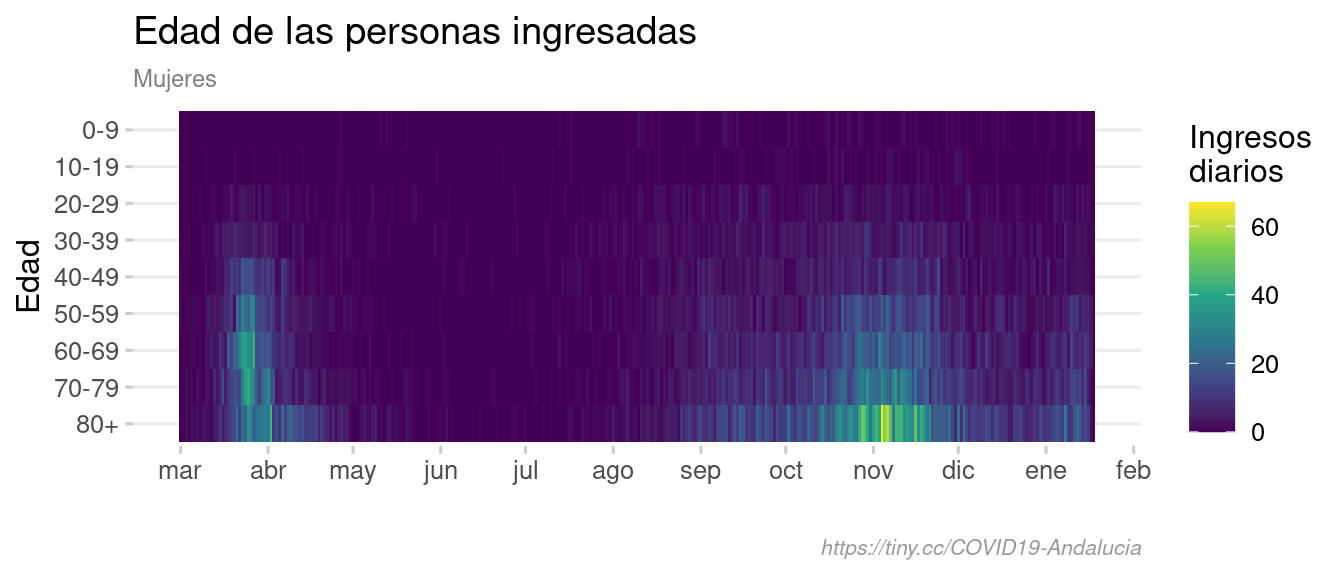 Edad de las personas ingresadas
Mujeres
Edad
0-9
10-19
20-29
30-39
40-49
50-59
60-69
70-79
80+
mar abr may jun jul ago sep oct nov dic ene feb
Ingresos
diarios
60
40
20
0
https://tiny.cc/COVID19-Andalucia